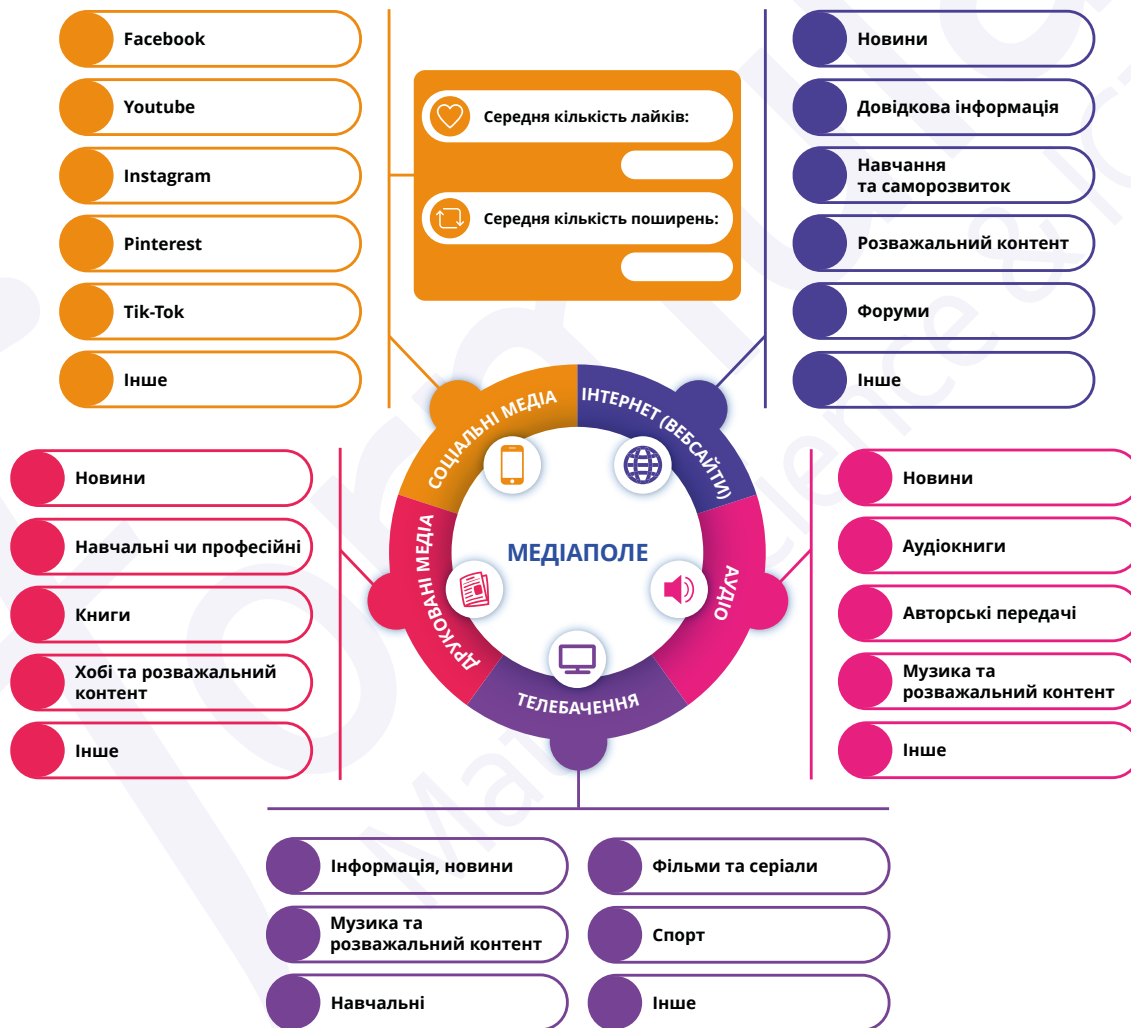 Facebook
Youtube
Instagram
Pinterest
Tik-Tok
Інше
Середня кількість лайків:
Середня кількість поширень:
Новини
Довідкова інформація
Навчання
та саморозвиток
Розважальний контент
Форуми
Інше
СОЦІАЛЬНІ МЕДІА
ІНТЕРНЕТ (ВЕБСАЙТИ)
ДРУКОВАНІ МЕДІА
МЕДІАПОЛЕ
АУДІО
ТЕЛЕБАЧЕННЯ
Новини
Навчальні чи професійні
Книги
Хобі та розважальний
контент
Інше
Новини
Аудіокниги
Авторські передачі
Музика та
розважальний контент
Інше
Інформація, новини
Музика та
розважальний контент
Навчальні
Фільми та серіали
Спорт
Інше